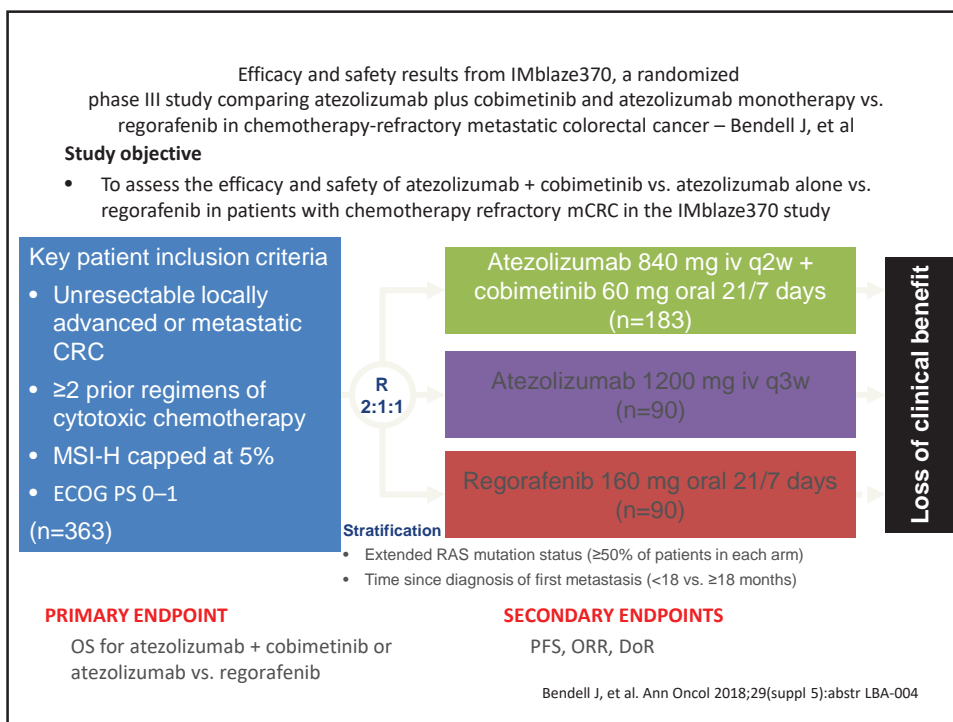 Efficacy and safety results from IMblaze370, a randomized
phase III study comparing atezolizumab plus cobimetinib and atezolizumab monotherapy vs.
regorafenib in chemotherapy-refractory metastatic colorectal cancer – Bendell J, et al
Study objective
• To assess the efficacy and safety of atezolizumab + cobimetinib vs. atezolizumab alone vs.
regorafenib in patients with chemotherapy refractory mCRC in the IMblaze370 study
Key patient inclusion criteria
• Unresectable locally
advanced or metastatic
CRC
• ≥2 prior regimens of
cytotoxic chemotherapy
• MSI-H capped at 5%
• ECOG PS 0–1
(n=363)
R
2:1:1
Atezolizumab 840 mg iv q2w +
cobimetinib 60 mg oral 21/7 days
(n=183)
Atezolizumab 1200 mg iv q3w
(n=90)
Regorafenib 160 mg oral 21/7 days
(n=90)
Loss of clinical benefit
Stratification
• Extended RAS mutation status (≥50% of patients in each arm)
• Time since diagnosis of first metastasis (<18 vs. ≥18 months)
PRIMARY ENDPOINT
OS for atezolizumab + cobimetinib or
atezolizumab vs. regorafenib
SECONDARY ENDPOINTS
PFS, ORR, DoR
Bendell J, et al. Ann Oncol 2018;29(suppl 5):abstr LBA-004